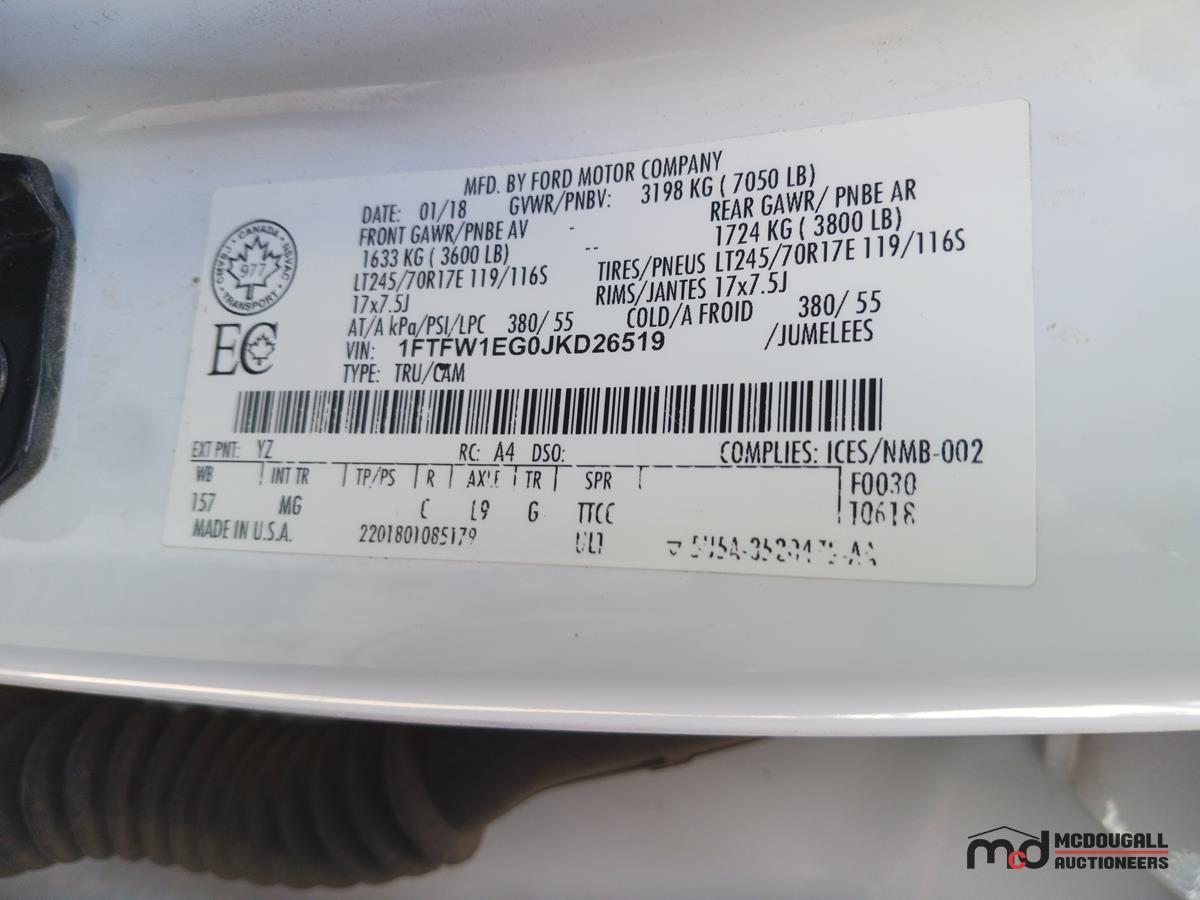 MFD. BY FORD MOTOR COMPANY
DATE: 01/18 GVWR/PNBV: 3198 KG ( 7050 LB)
FRONT GAWR/PNBE AV - REAR GAWR/ PNBE AR
1633 KG ( 3600 LB) -- 1724 KG ( 3800 LB)
LT245/70R17E 119/116S TIRES/PNEUS LT245/70R17E 119/116S
17x7.5J RIMS/JANTES 17x7.5J
AT/A kPa/PSI/LPC 380/ 55 COLD/A FROID 380/ 55
VIN: 1FTFW1EG0JKD26519 /JUMELEES
TYPE: TRU/CAM
CANADA
977
TRANSPORT
EC
EXT PNT: YZ RC: A4 DSO: COMPLIES: ICES/NMB-002
WB INT TR TP/PS R AXLE TR SPR F0030
157 MG C L9 G TTCC T0618
MADE IN U.S.A. 2201801085179 ULT
mcd MCDOUGALL
AUCTIONEERS